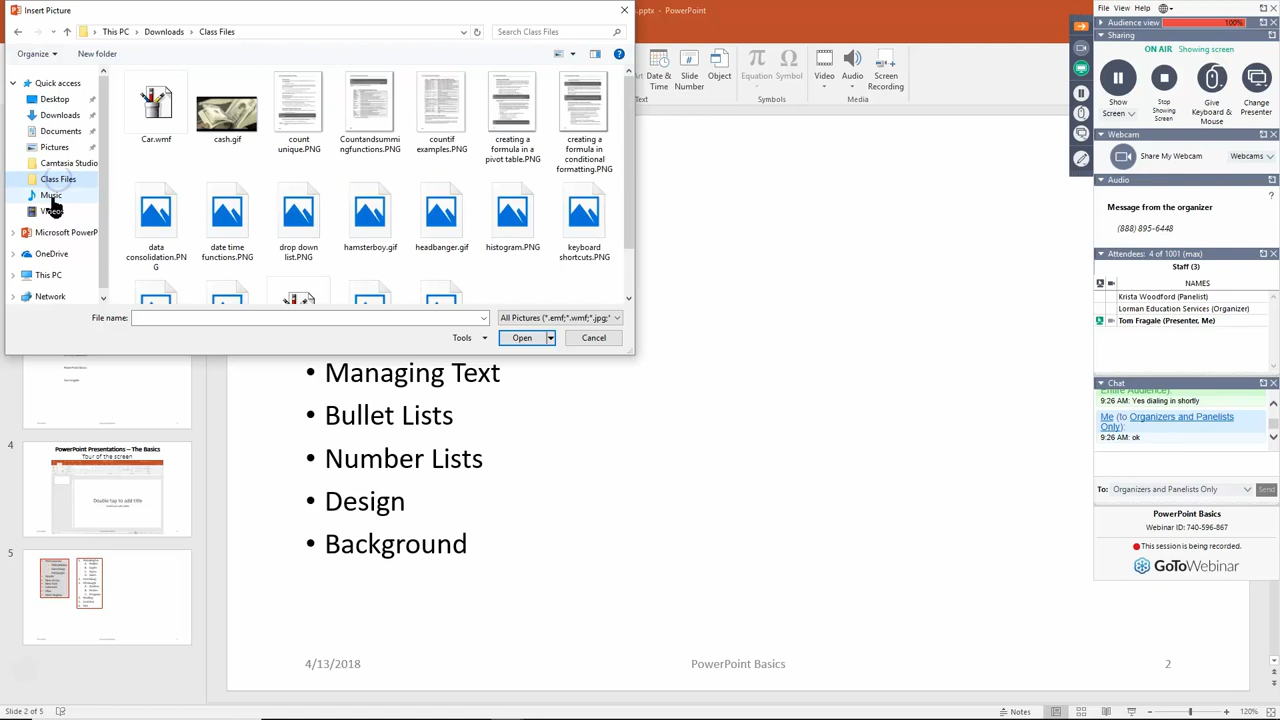 Insert Picture
.pptx - PowerPoint
File View Help
This PC > Downloads > Class Files
Search Class Files
Organize
New folder
Quick access
Desktop
Downloads
Documents
Pictures
Camtasia Studio
Class Files
Music
Microsoft PowerP
OneDrive
This PC
Network
Car.wmf
cash.gif
count
unique.PNG
Countandsummi
ngfunctions.PNG
countif
examples.PNG
creating a
formula in a
pivot table.PNG
creating a
formula in
conditional
formatting.PNG
data
consolidation.PN
G
date time
functions.PNG
drop down
list.PNG
hamsterboy.gif
headbanger.gif
histogram.PNG
keyboard
shortcuts.PNG
File name:
All Pictures (*.emf;*.wmf;*.jpg;*
Tools
Open
Cancel
Date &
Time
Slide
Number
Object
Equation
Symbol
Video
Audio
Screen
Recording
Text
Symbols
Media
• Managing Text
• Bullet Lists
• Number Lists
• Design
• Background
4/13/2018
PowerPoint Basics
2
4
PowerPoint Presentations – The Basics
Tour of the screen
Double tap to add title
5
Slide 2 of 5
Notes
120%
Audience view
100%
Sharing
ON AIR Showing screen
Show
Screen
Stop
Showing
Screen
Give
Keyboard &
Mouse
Change
Presenter
Webcam
Share My Webcam
Webcams
Audio
?
Message from the organizer
(888) 895-6448
Attendees: 4 of 1001 (max)
Staff (3)
NAMES
Krista Woodford (Panelist)
Lorman Education Services (Organizer)
Tom Fragale (Presenter, Me)
Chat
Entire Audience):
9:26 AM: Yes dialing in shortly
Me (to Organizers and Panelists
Only):
9:26 AM: ok
To: Organizers and Panelists Only
Send
PowerPoint Basics
Webinar ID: 740-596-867
This session is being recorded.
GoToWebinar